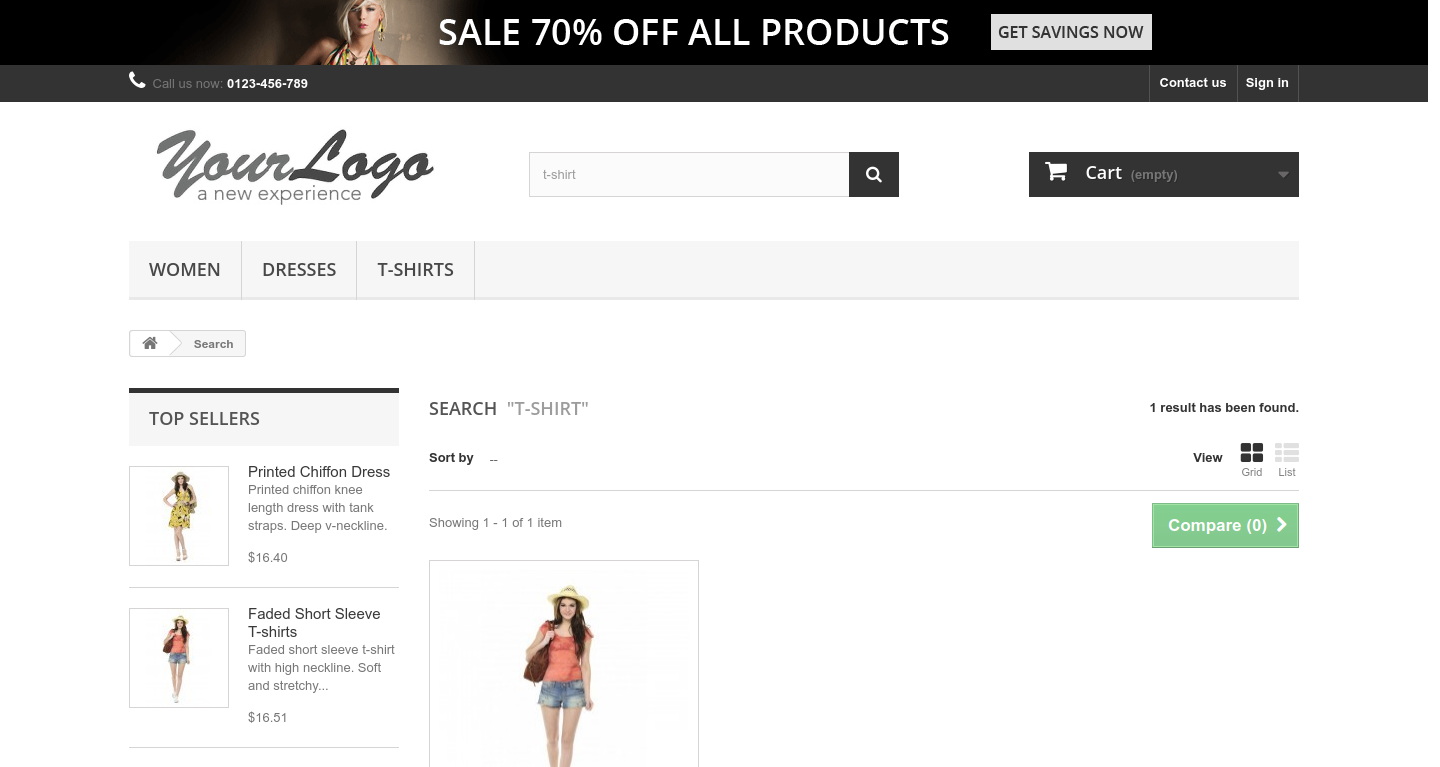 SALE 70% OFF ALL PRODUCTS
GET SAVINGS NOW
Call us now: 0123-456-789
Contact us
Sign in
Your Logo
a new experience
t-shirt
Cart (empty)
WOMEN
DRESSES
T-SHIRTS
Search
TOP SELLERS
Printed Chiffon Dress
Printed chiffon knee
length dress with tank
straps. Deep v-neckline.
$16.40
Faded Short Sleeve
T-shirts
Faded short sleeve t-shirt
with high neckline. Soft
and stretchy...
$16.51
SEARCH "T-SHIRT"
1 result has been found.
Sort by --
View
Grid
List
Showing 1 - 1 of 1 item
Compare (0)